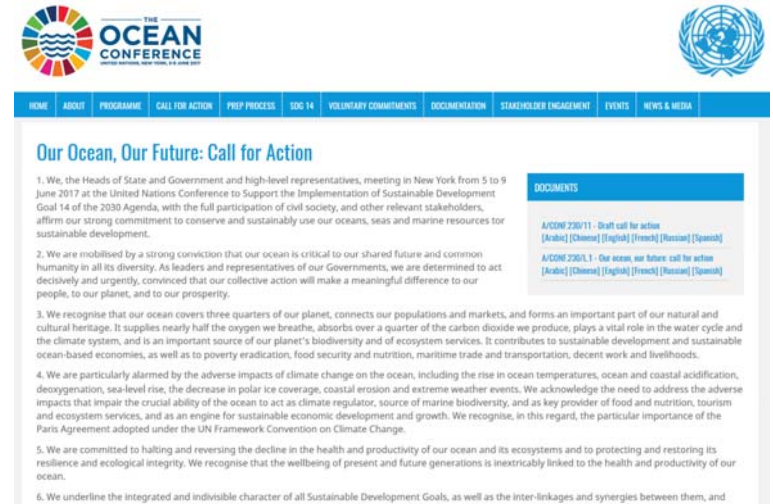 THE
OCEAN
CONFERENCE
UNITED NATIONS, NEW YORK, 5-9 JUNE 2017
HOME ABOUT PROGRAMME CALL FOR ACTION PREP PROCESS SDG 14 VOLUNTARY COMMITMENTS DOCUMENTATION STAKEHOLDER ENGAGEMENT EVENTS NEWS & MEDIA
Our Ocean, Our Future: Call for Action
1. We, the Heads of State and Government and high-level representatives, meeting in New York from 5 to 9
June 2017 at the United Nations Conference to Support the Implementation of Sustainable Development
Goal 14 of the 2030 Agenda, with the full participation of civil society, and other relevant stakeholders,
affirm our strong commitment to conserve and sustainably use our oceans, seas and marine resources for
sustainable development.
2. We are mobilised by a strong conviction that our ocean is critical to our shared future and common
humanity in all its diversity. As leaders and representatives of our Governments, we are determined to act
decisively and urgently, convinced that our collective action will make a meaningful difference to our
people, to our planet, and to our prosperity.
DOCUMENTS
A/CONF.230/11 - Draft call for action
[Arabic] [Chinese] [English] [French] [Russian] [Spanish]
A/CONF.230/L.1 - Our ocean, our future: call for action
[Arabic] [Chinese] [English] [French] [Russian] [Spanish]
3. We recognise that our ocean covers three quarters of our planet, connects our populations and markets, and forms an important part of our natural and
cultural heritage. It supplies nearly half the oxygen we breathe, absorbs over a quarter of the carbon dioxide we produce, plays a vital role in the water cycle and
the climate system, and is an important source of our planet's biodiversity and of ecosystem services. It contributes to sustainable development and sustainable
ocean-based economies, as well as to poverty eradication, food security and nutrition, maritime trade and transportation, decent work and livelihoods.
4. We are particularly alarmed by the adverse impacts of climate change on the ocean, including the rise in ocean temperatures, ocean and coastal acidification,
deoxygenation, sea-level rise, the decrease in polar ice coverage, coastal erosion and extreme weather events. We acknowledge the need to address the adverse
impacts that impair the crucial ability of the ocean to act as climate regulator, source of marine biodiversity, and as key provider of food and nutrition, tourism
and ecosystem services, and as an engine for sustainable economic development and growth. We recognise, in this regard, the particular importance of the
Paris Agreement adopted under the UN Framework Convention on Climate Change.
5. We are committed to halting and reversing the decline in the health and productivity of our ocean and its ecosystems and to protecting and restoring its
resilience and ecological integrity. We recognise that the wellbeing of present and future generations is inextricably linked to the health and productivity of our
ocean.
6. We underline the integrated and indivisible character of all Sustainable Development Goals, as well as the inter-linkages and synergies between them, and